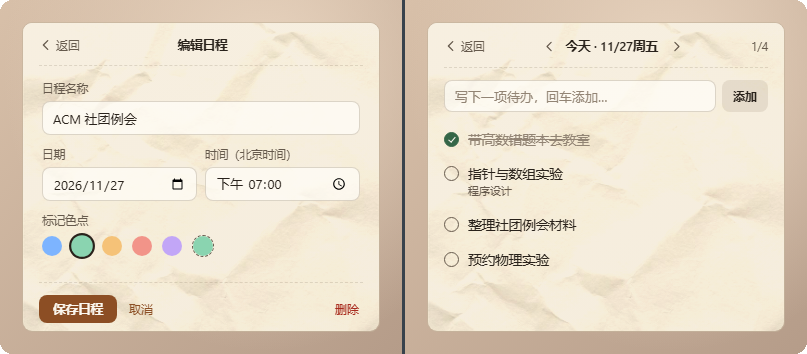 返回
编辑日程
日程名称
ACM 社团例会
日期
时间（北京时间）
2026/11/27
下午 07:00
标记色点
保存日程
取消
删除
返回
今天 · 11/27周五
1/4
写下一项待办，回车添加...
添加
带高数错题本去教室
指针与数组实验
程序设计
整理社团例会材料
预约物理实验